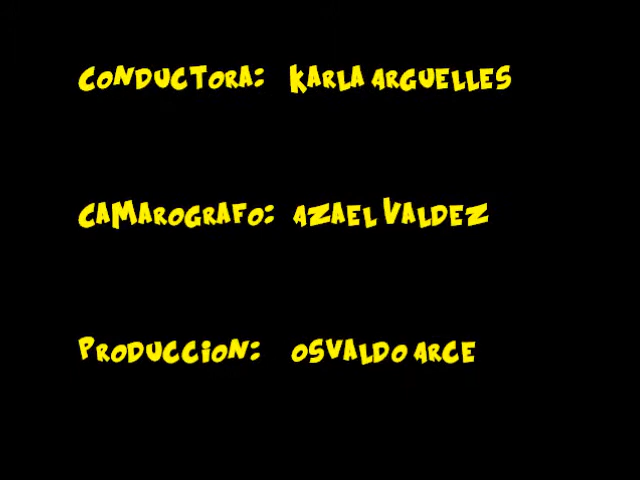 CONDUCTORA: KARLA ARGUELLES
CAMAROGRAFO: AZAEL VALDEZ
PRODUCCION: OSVALDO ARCE